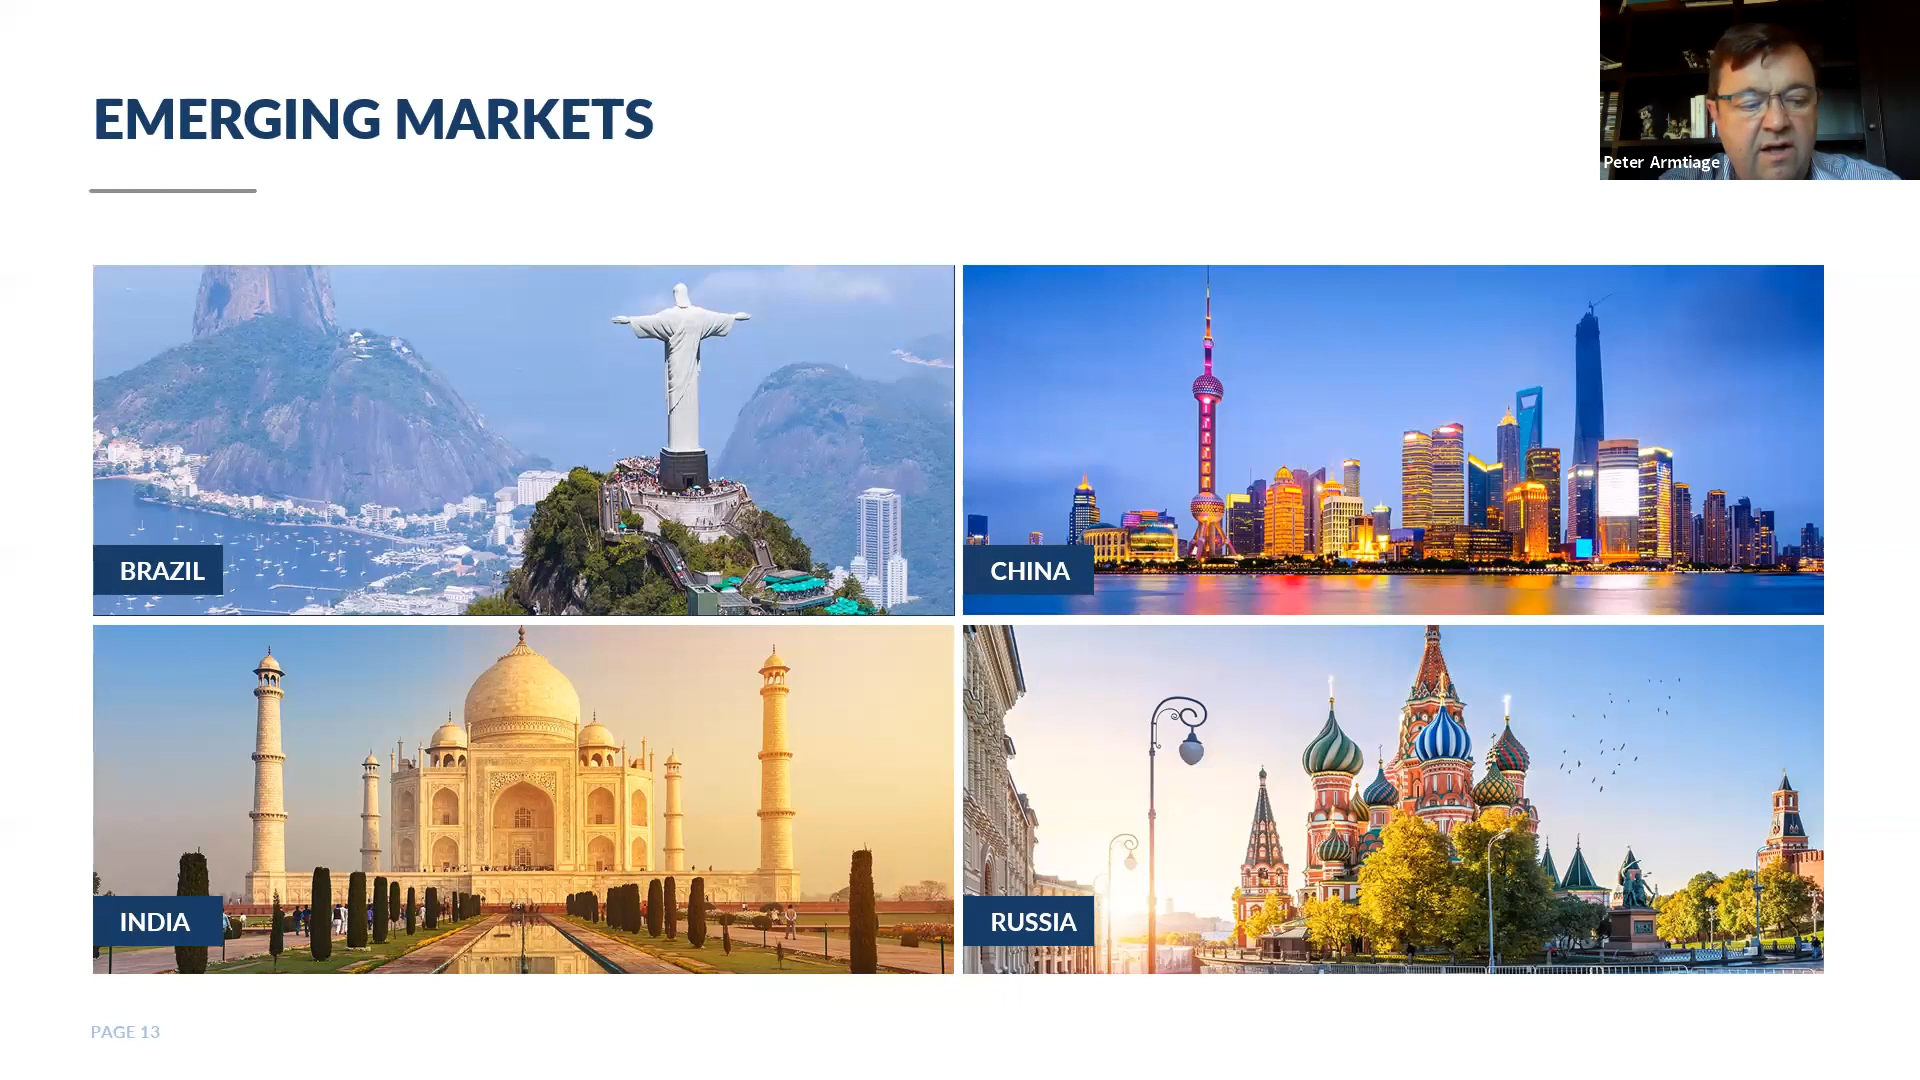 EMERGING MARKETS
Peter Armtiage
BRAZIL
CHINA
INDIA
RUSSIA
PAGE 13